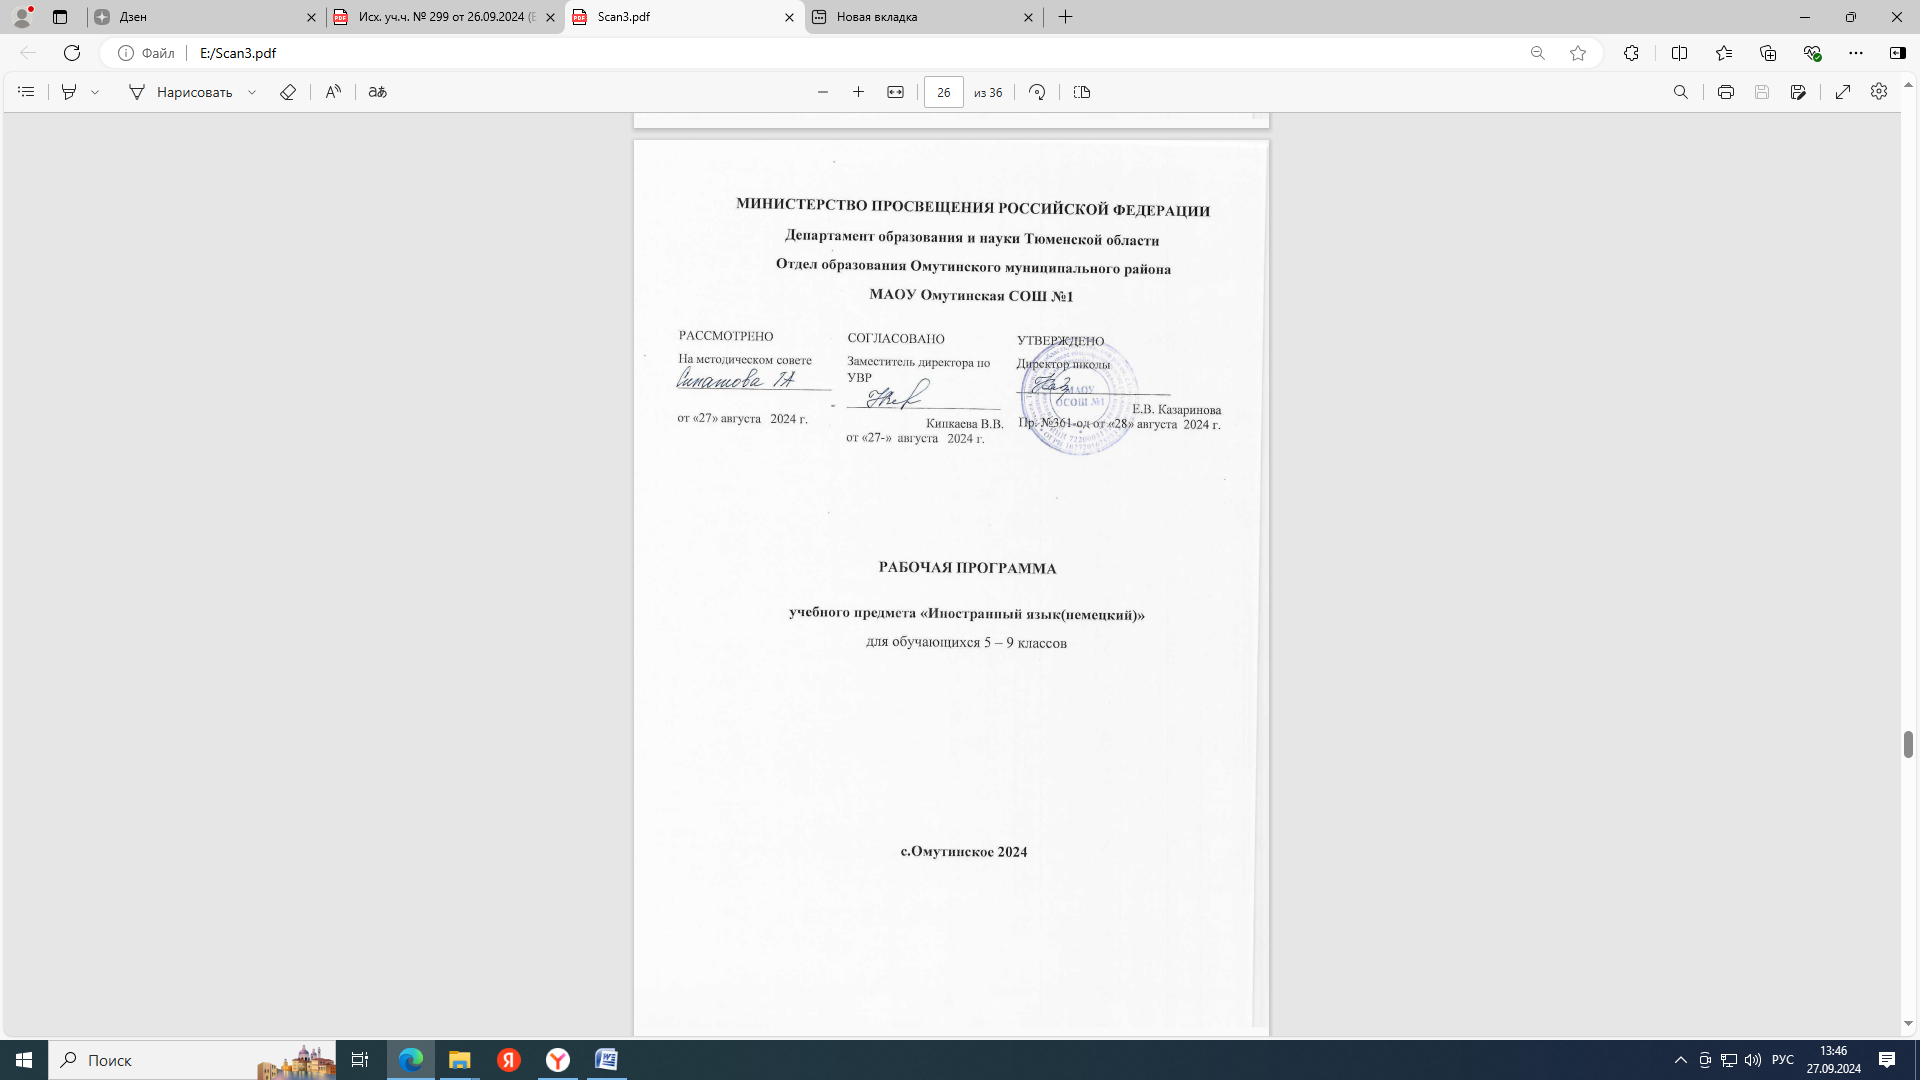 Дзен
Исх. уч.ч. № 299 от 26.09.2024 (Е
Scan3.pdf
Новая вкладка
Файл
E:/Scan3.pdf
Нарисовать
26
из 36
МИНИСТЕРСТВО ПРОСВЕЩЕНИЯ РОССИЙСКОЙ ФЕДЕРАЦИИ
Департамент образования и науки Тюменской области
Отдел образования Омутинского муниципального района
МАОУ Омутинская СОШ №1
РАССМОТРЕНО
На методическом совете
от «27» августа 2024 г.
СОГЛАСОВАНО
Заместитель директора по
УВР
Кипкаева В.В.
от «27-» августа 2024 г.
УТВЕРЖДЕНО
Директор школы
МАОУ
ОСОШ №1
Е.В. Казаринова
Пр. №361-од от «28» августа 2024 г.
РАБОЧАЯ ПРОГРАММА
учебного предмета «Иностранный язык(немецкий)»
для обучающихся 5 – 9 классов
с.Омутинское 2024
Поиск
РУС
13:46
27.09.2024